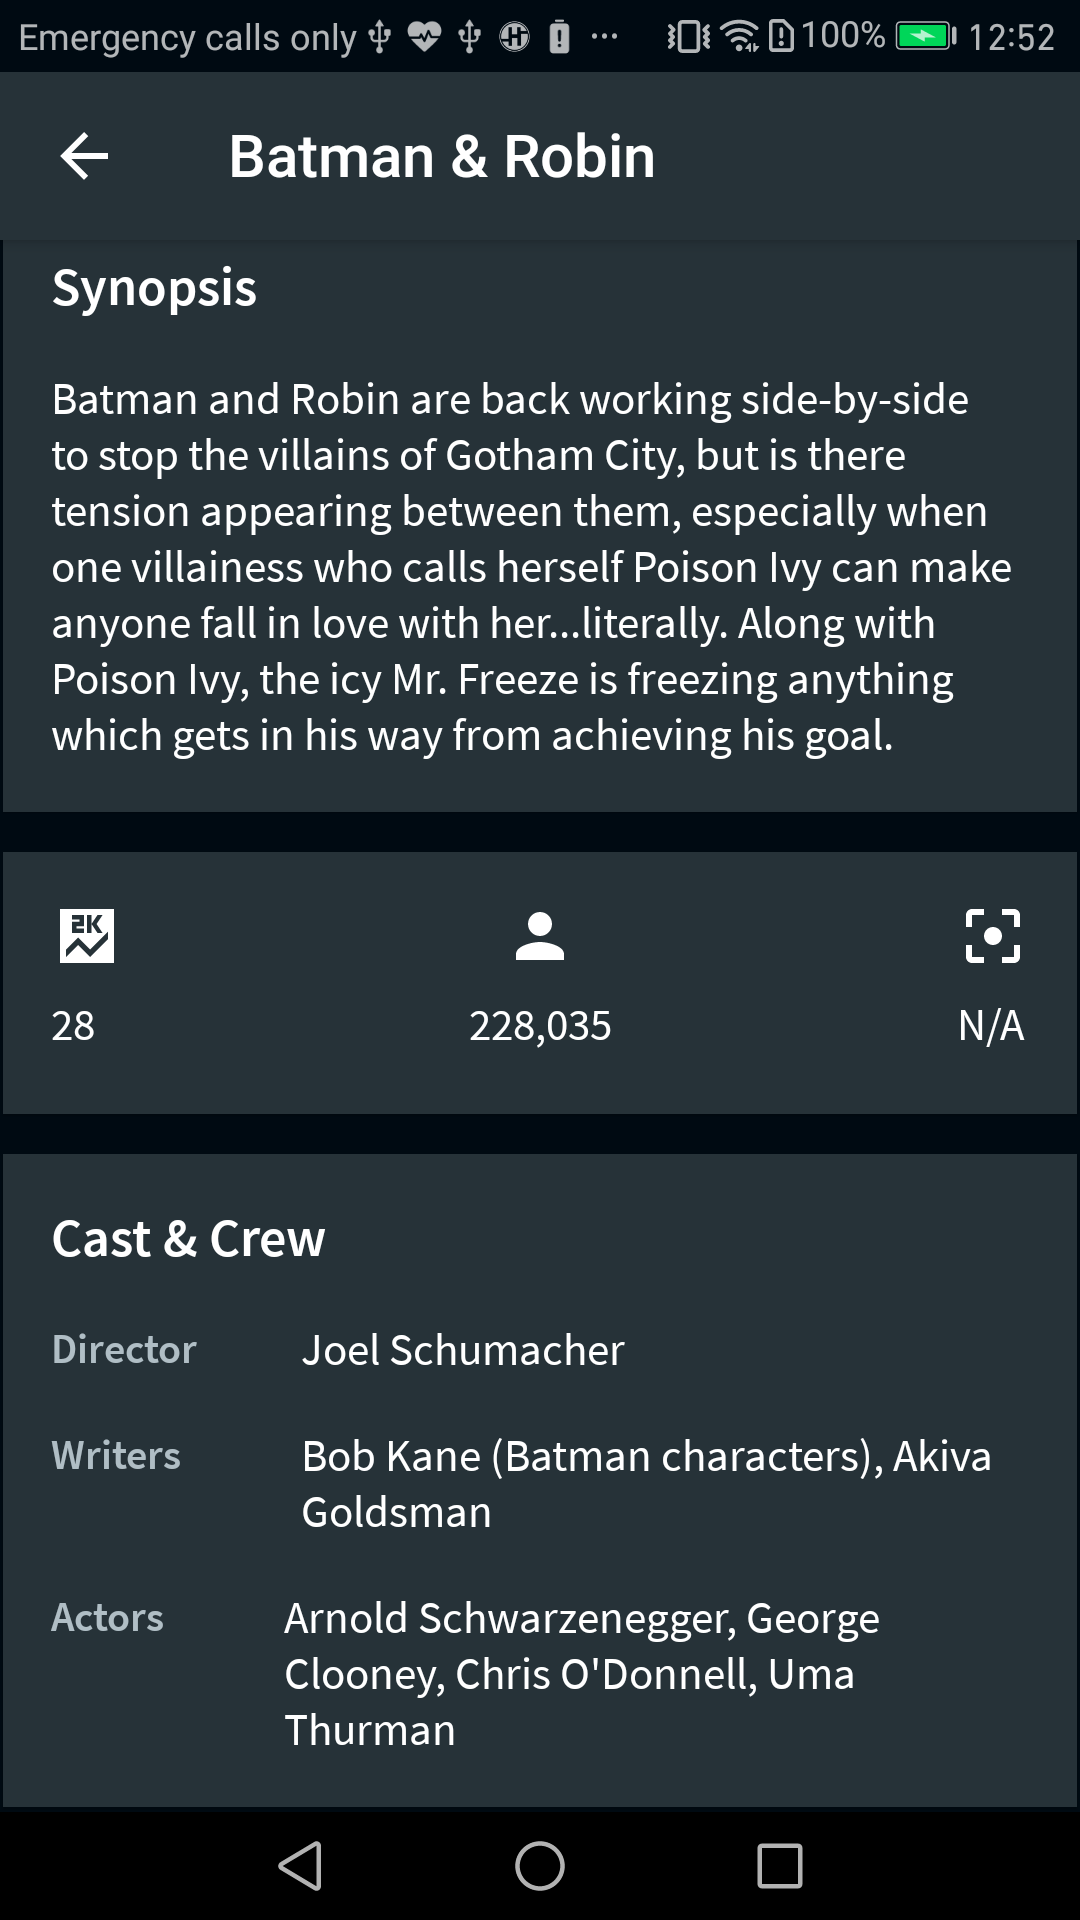 Emergency calls only ... 100% 12:52
Batman & Robin
Synopsis
Batman and Robin are back working side-by-side
to stop the villains of Gotham City, but is there
tension appearing between them, especially when
one villainess who calls herself Poison Ivy can make
anyone fall in love with her...literally. Along with
Poison Ivy, the icy Mr. Freeze is freezing anything
which gets in his way from achieving his goal.
2K
28 228,035 N/A
Cast & Crew
Director Joel Schumacher
Writers Bob Kane (Batman characters), Akiva
Goldsman
Actors Arnold Schwarzenegger, George
Clooney, Chris O'Donnell, Uma
Thurman